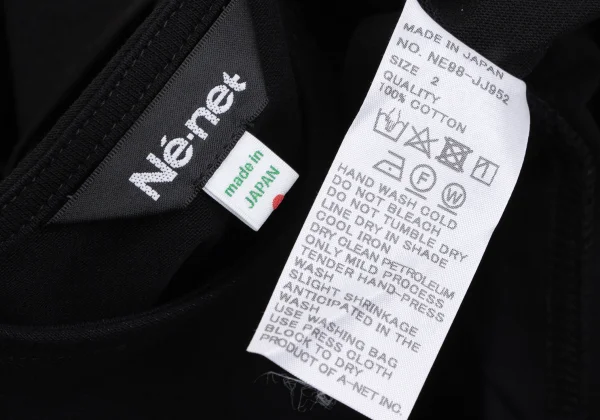 Né-net
made in
JAPAN
MADE IN JAPAN
NO. NE98-JJ952
SIZE 2
QUALITY
100% COTTON
F W
HAND WASH COLD
DO NOT BLEACH
DO NOT TUMBLE DRY
LINE DRY IN SHADE
COOL IRON
DRY CLEAN PETROLEUM
ONLY MILD PROCESS
TENDER HAND-PRESS
WASH
SLIGHT SHRINKAGE
ANTICIPATED IN THE
WASH
USE WASHING BAG
USE PRESS CLOTH
BLOCK TO DRY
PRODUCT OF A-NET INC.